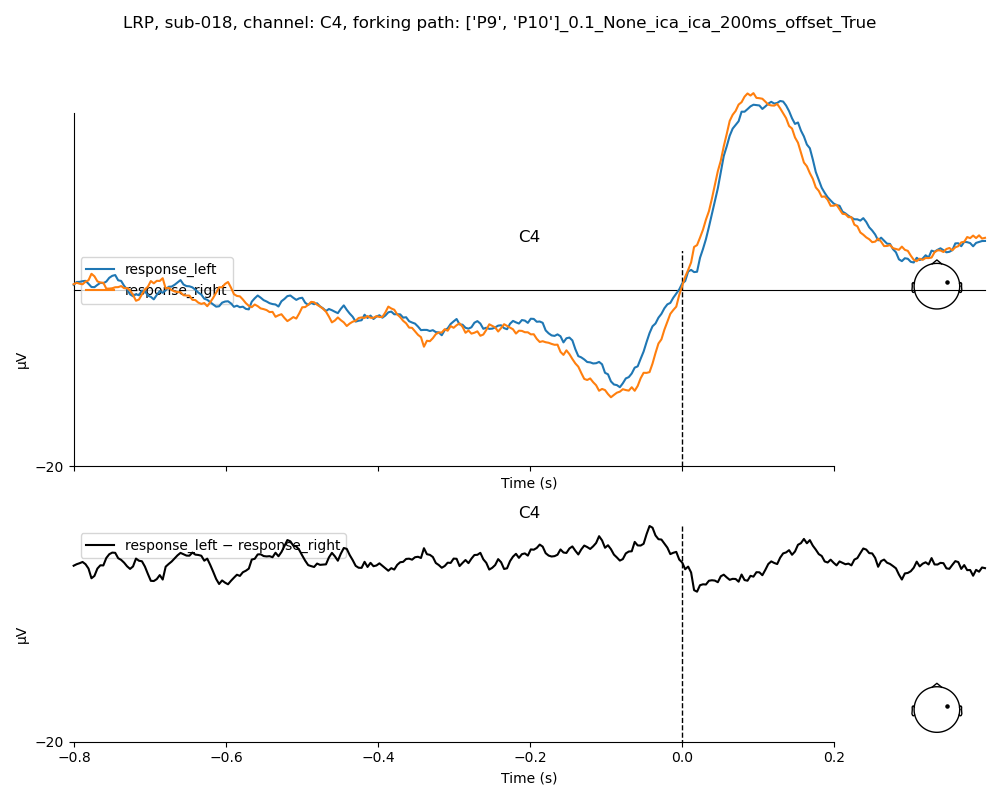 LRP, sub-018, channel: C4, forking path: ['P9', 'P10']_0.1_None_ica_ica_200ms_offset_True
C4
response_left
response_right
µV
−20
Time (s)
C4
response_left − response_right
µV
−20
−0.8 −0.6 −0.4 −0.2 0.0 0.2
Time (s)